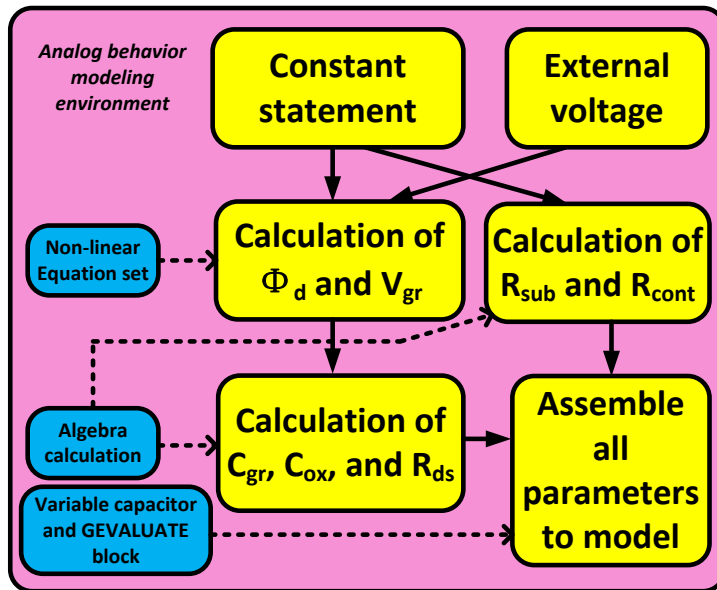 Analog behavior
modeling
environment
Constant
statement
External
voltage
Non-linear
Equation set
Calculation of
Φd and Vgr
Calculation of
Rsub and Rcont
Algebra
calculation
Calculation of
Cgr, Cox, and Rds
Assemble
all
parameters
to model
Variable capacitor
and GEVALUATE
block